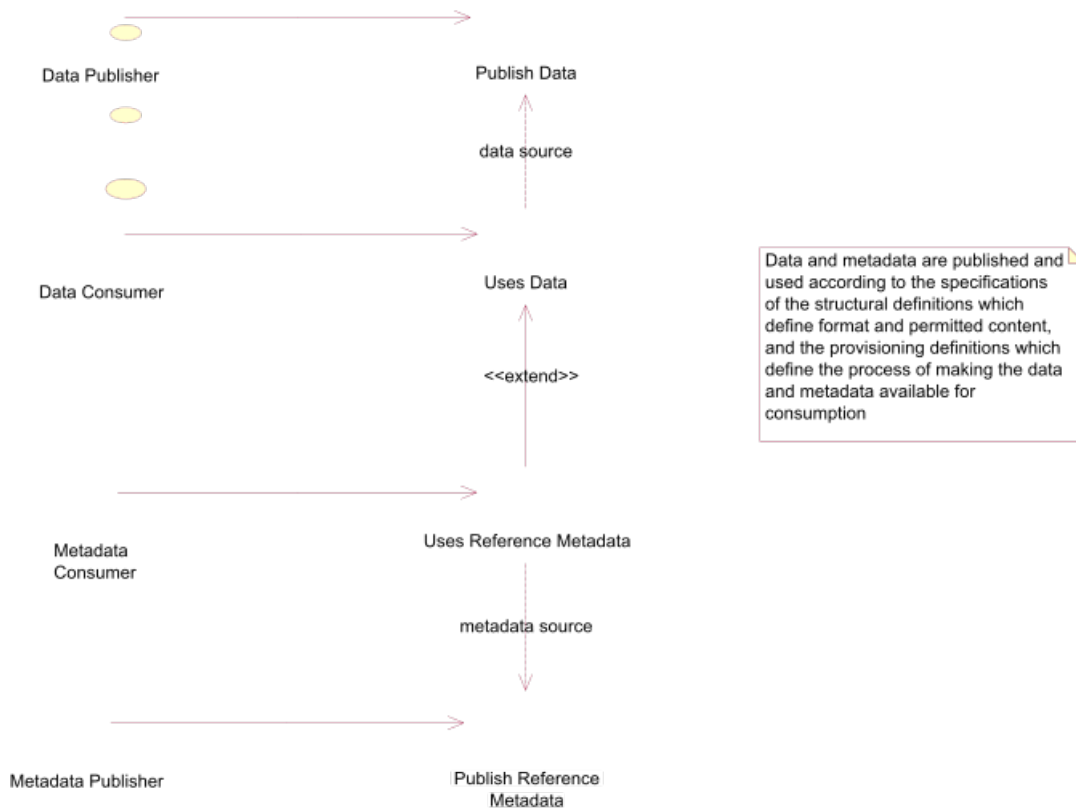 Data Publisher
Publish Data
data source
Data Consumer
Uses Data
Data and metadata are published and
used according to the specifications
of the structural definitions which
define format and permitted content,
and the provisioning definitions which
define the process of making the data
and metadata available for
consumption
<<extend>>
Metadata
Consumer
Uses Reference Metadata
metadata source
Metadata Publisher
Publish Reference
Metadata